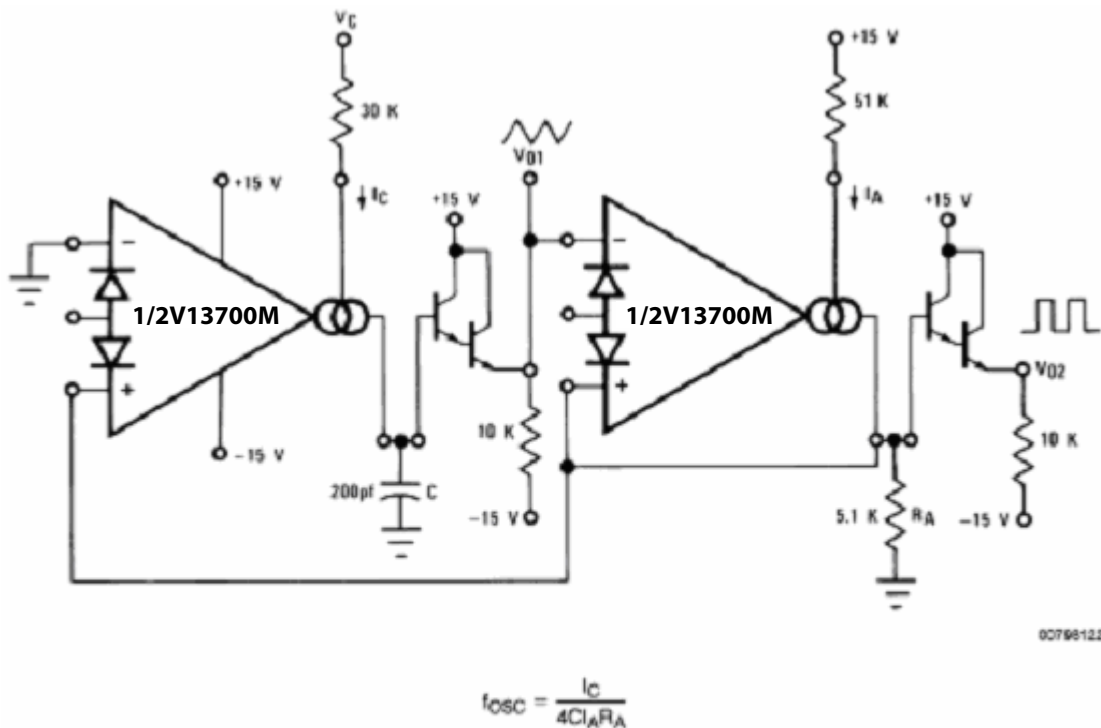 VC
+15 V
30 K
51 K
VO1
+15 V
IC
+15 V
IA
+15 V
−
−
1/2V13700M
1/2V13700M
VO2
+
+
10 K
10 K
−15 V
200pf
C
−15 V
5.1 K
RA
−15 V
fOSC = IC
4CIARA